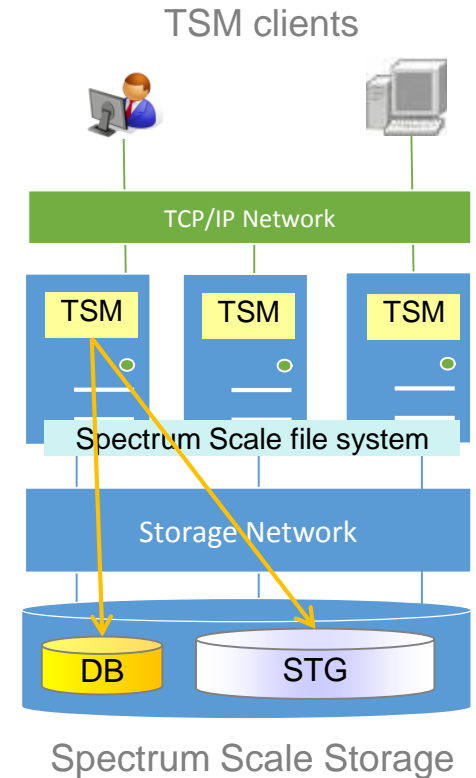 TSM clients
TCP/IP Network
TSM
TSM
TSM
Spectrum Scale file system
Storage Network
DB
STG
Spectrum Scale Storage